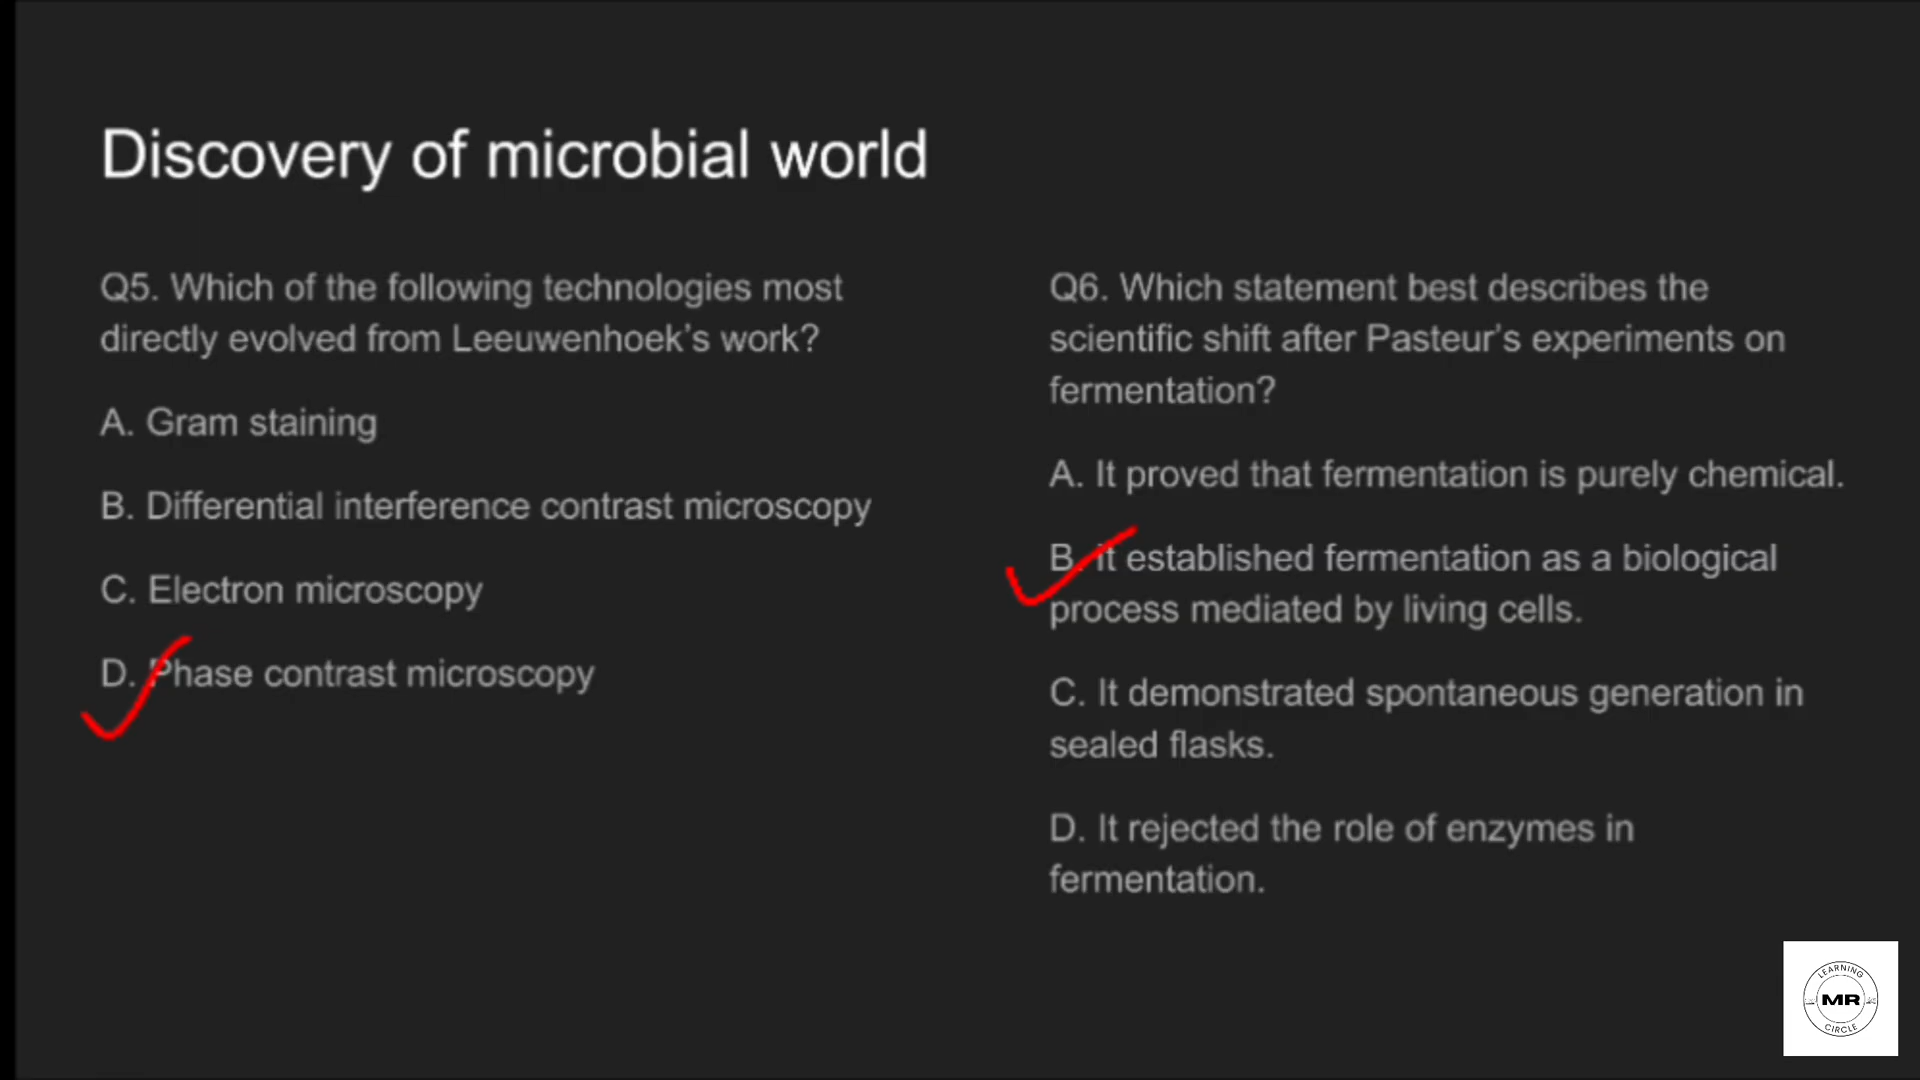 Discovery of microbial world
Q5. Which of the following technologies most
directly evolved from Leeuwenhoek’s work?
A. Gram staining
B. Differential interference contrast microscopy
C. Electron microscopy
D. Phase contrast microscopy
Q6. Which statement best describes the
scientific shift after Pasteur’s experiments on
fermentation?
A. It proved that fermentation is purely chemical.
B. It established fermentation as a biological
process mediated by living cells.
C. It demonstrated spontaneous generation in
sealed flasks.
D. It rejected the role of enzymes in
fermentation.
LEARNING
MR
CIRCLE